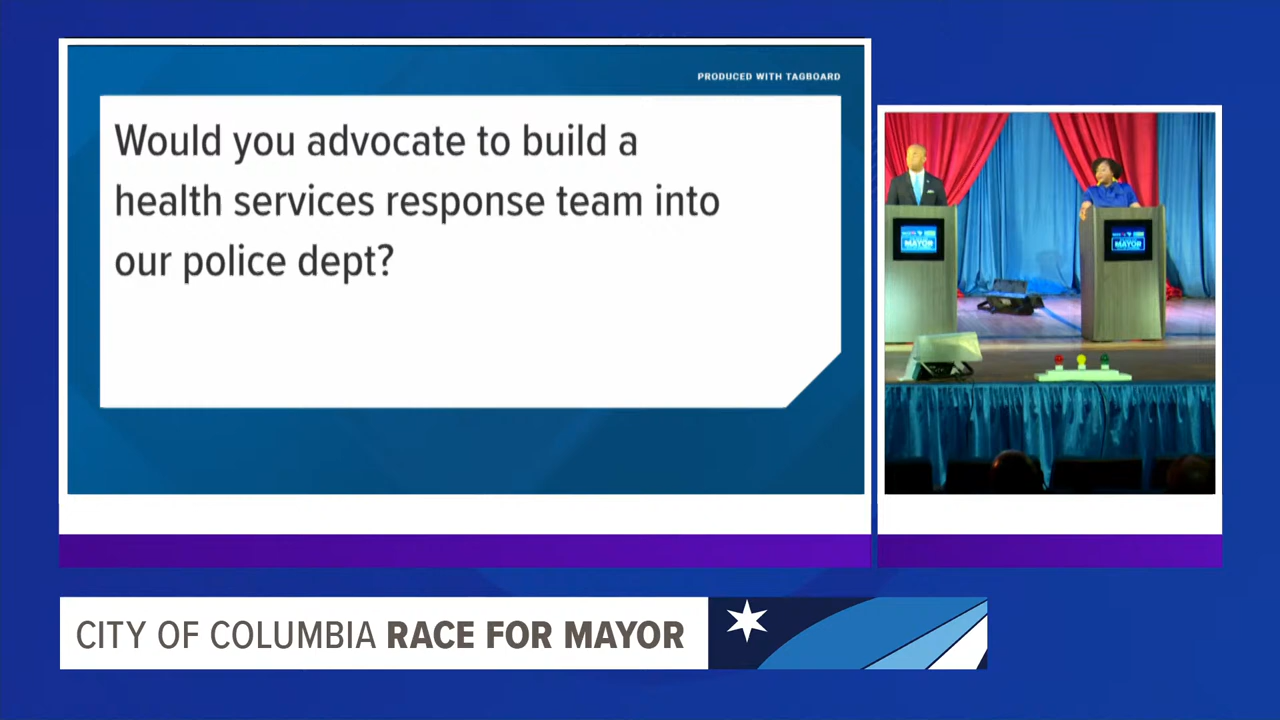 PRODUCED WITH TAGBOARD
Would you advocate to build a
health services response team into
our police dept?
MAYOR
MAYOR
CITY OF COLUMBIA RACE FOR MAYOR